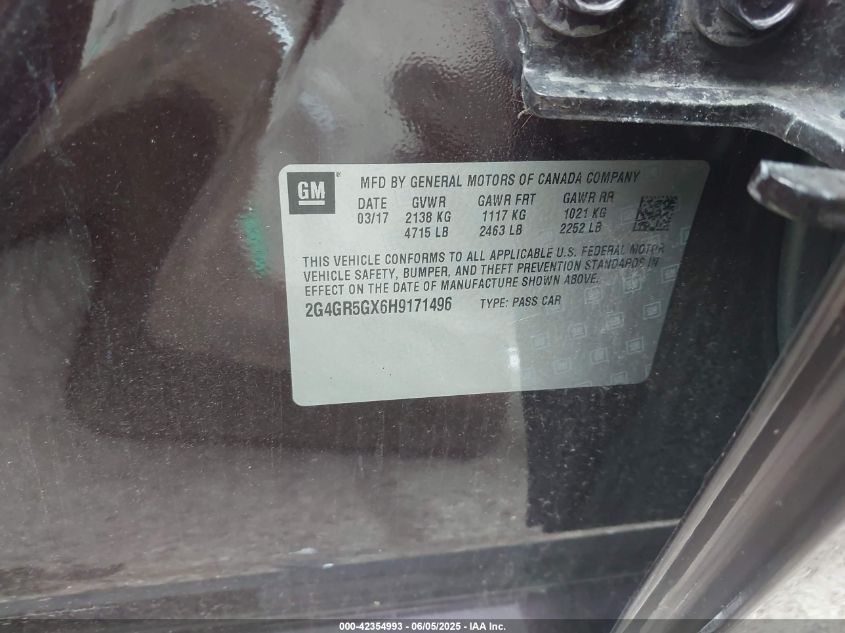 GM
MFD BY GENERAL MOTORS OF CANADA COMPANY
DATE GVWR GAWR FRT GAWR RR
03/17 2138 KG 1117 KG 1021 KG
4715 LB 2463 LB 2252 LB
THIS VEHICLE CONFORMS TO ALL APPLICABLE U.S. FEDERAL MOTOR
VEHICLE SAFETY, BUMPER, AND THEFT PREVENTION STANDARDS IN
EFFECT ON THE DATE OF MANUFACTURE SHOWN ABOVE.
2G4GR5GX6H9171496 TYPE: PASS CAR
000-42354993 - 06/05/2025 - IAA Inc.